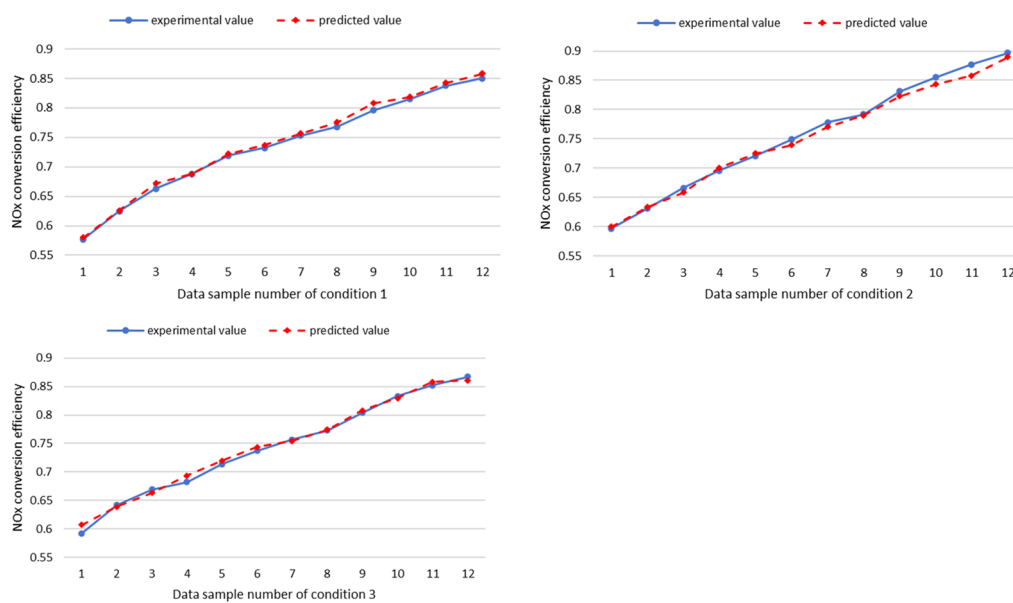 experimental value predicted value
NOx conversion efficiency
0.9
0.85
0.8
0.75
0.7
0.65
0.6
0.55
1 2 3 4 5 6 7 8 9 10 11 12
Data sample number of condition 1
experimental value predicted value
NOx conversion efficiency
0.9
0.85
0.8
0.75
0.7
0.65
0.6
0.55
1 2 3 4 5 6 7 8 9 10 11 12
Data sample number of condition 2
experimental value predicted value
NOx conversion efficiency
0.9
0.85
0.8
0.75
0.7
0.65
0.6
0.55
1 2 3 4 5 6 7 8 9 10 11 12
Data sample number of condition 3